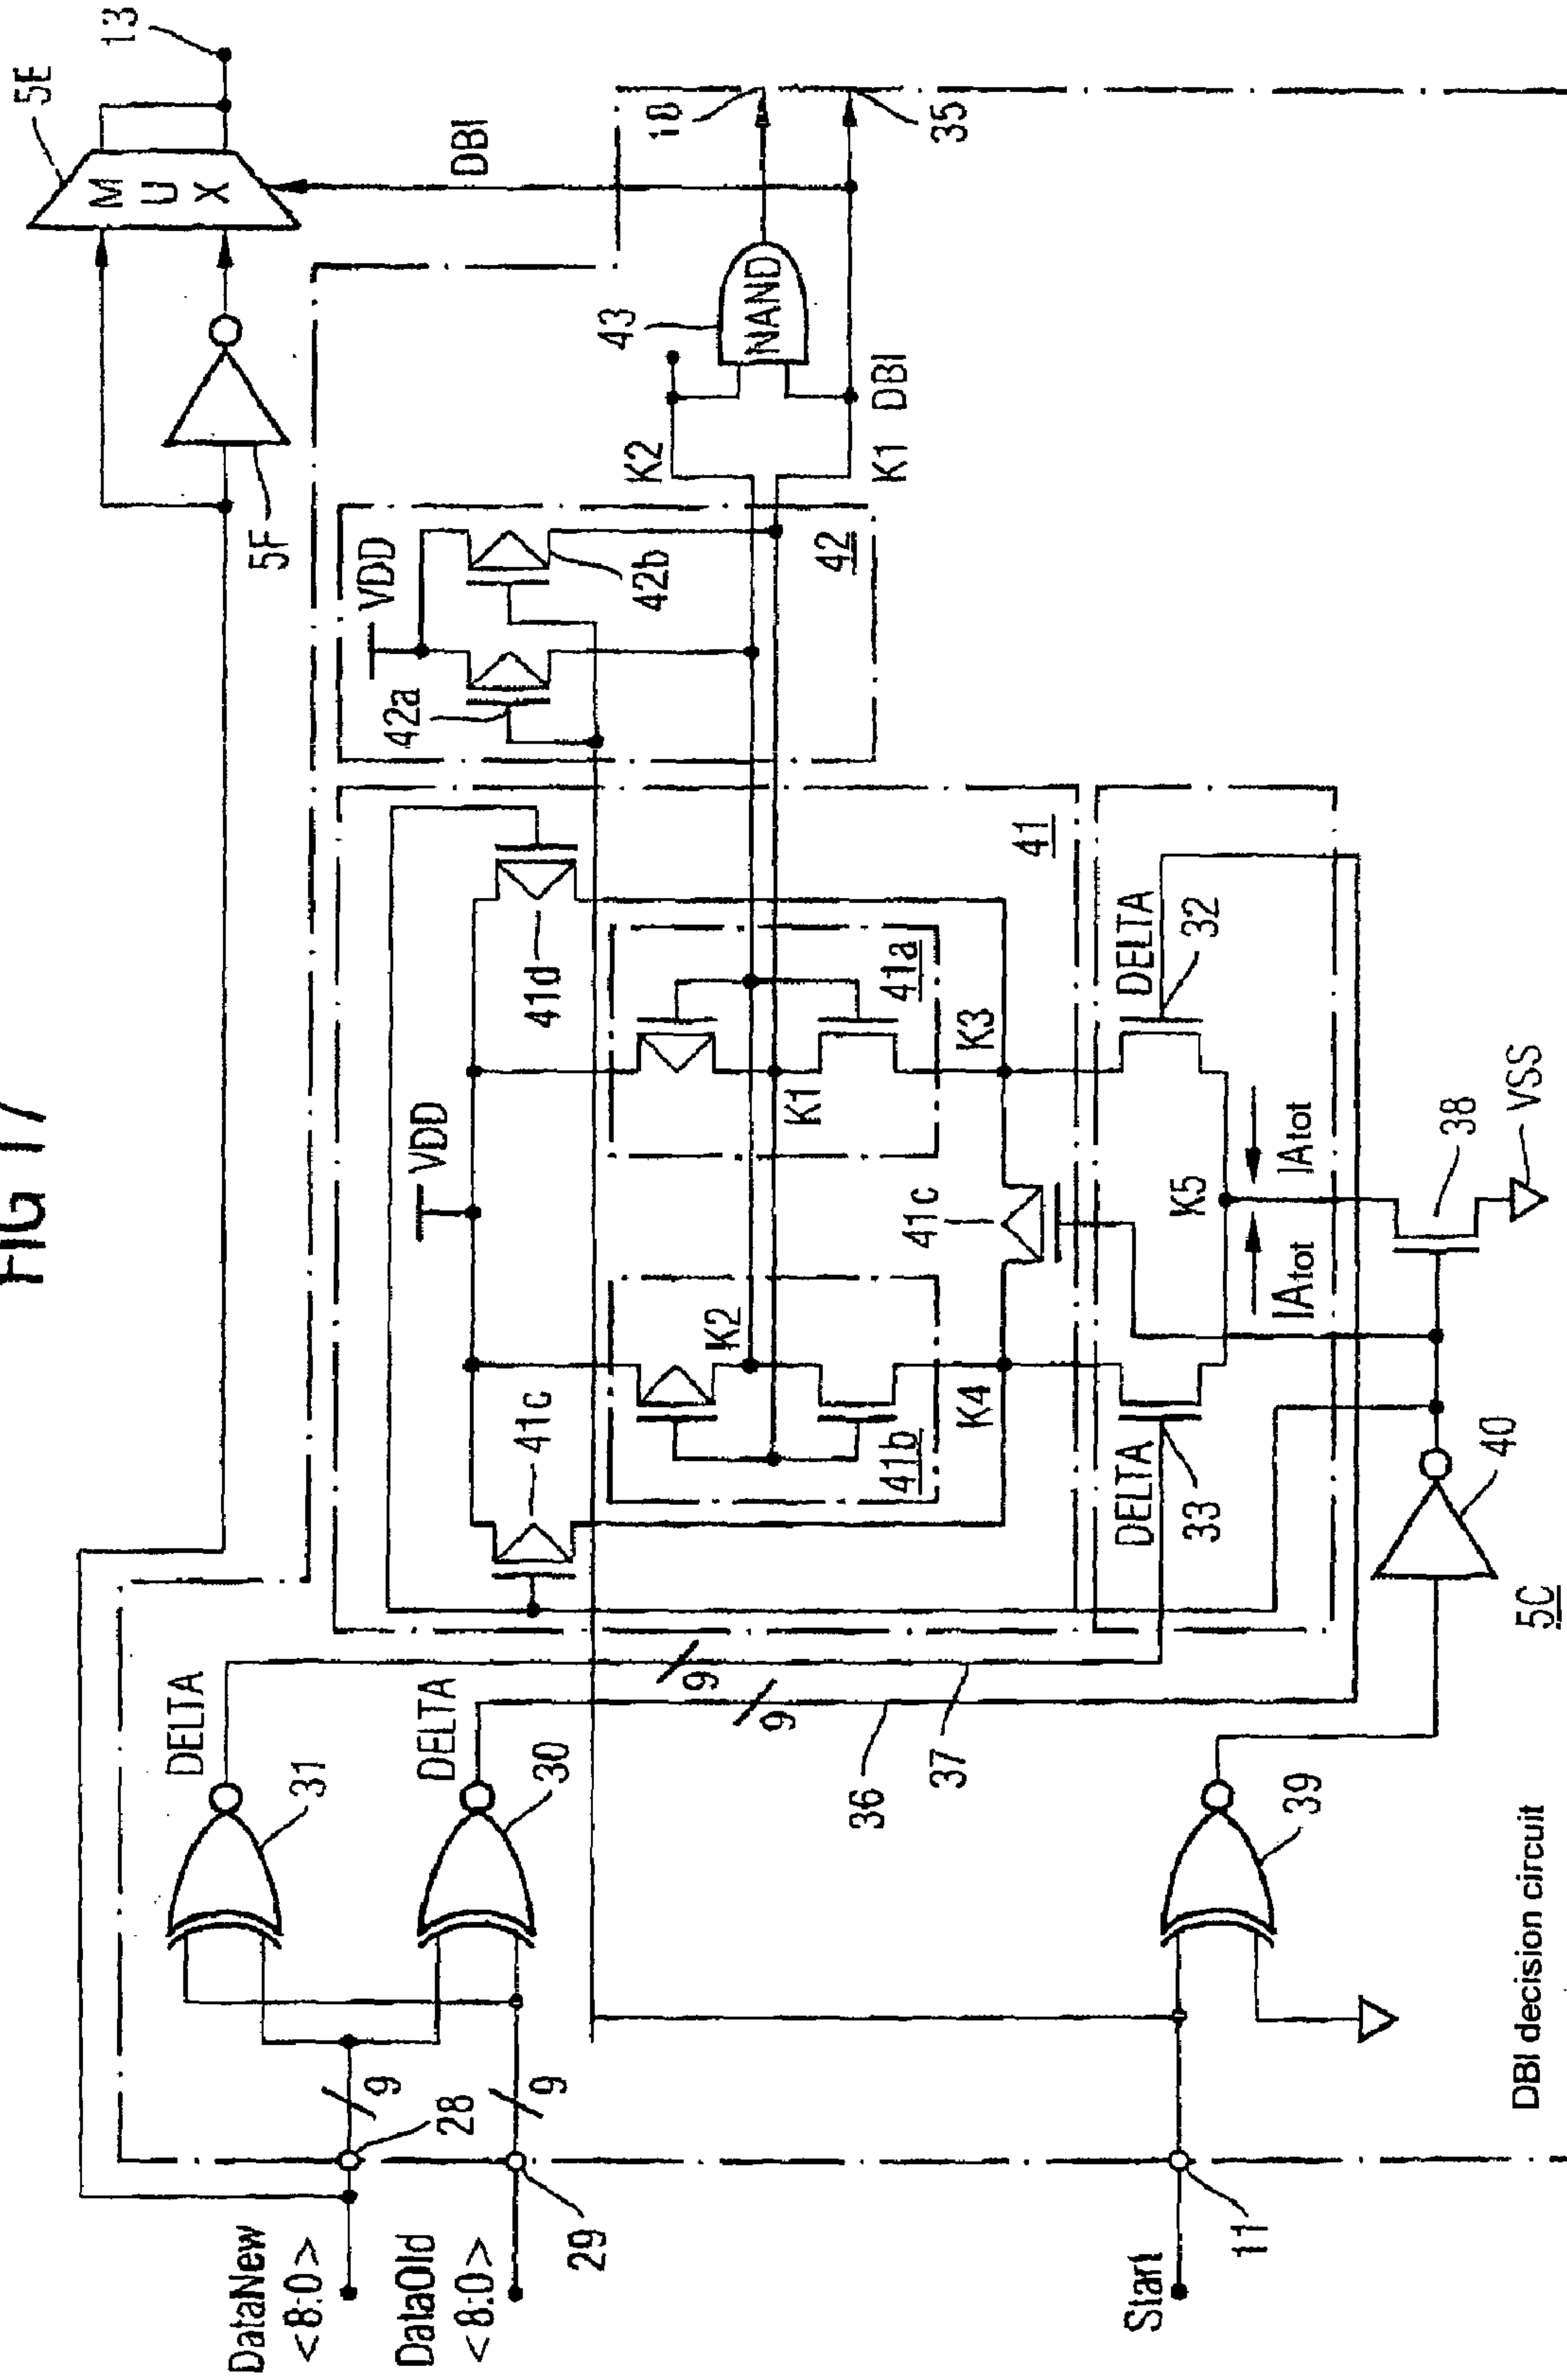 FIG 17
DataNew
<8:0>
DataOld
<8:0>
Start
28
29
11
9
9
31
30
39
DELTA
DELTA
9
9
36
37
5C
40
DBI decision circuit
41c
VDD
41d
41
K2
K1
41b
41a
K4
41c
K3
DELTA
33
DELTA
32
K5
IAtot
IAtot
38
VSS
42a
VDD
42b
42
5F
K2
K1
DBI
43
NAND
MUX
5E
13
DBI
18
35